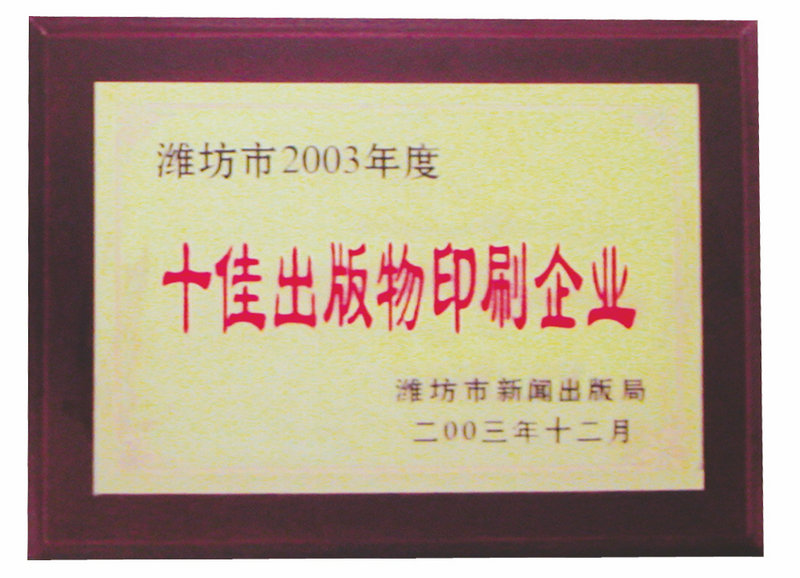 潍坊市2003年度
十佳出版物印刷企业
潍坊市新闻出版局
二00三年十二月